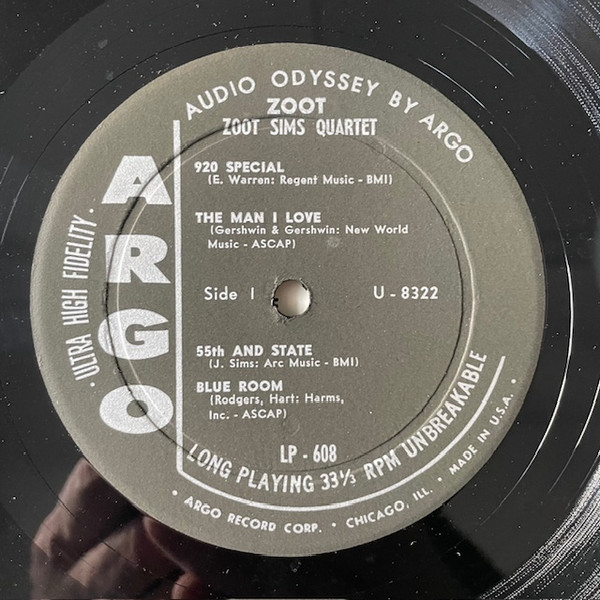 AUDIO ODYSSEY BY ARGO
ZOOT
ZOOT SIMS QUARTET
920 SPECIAL
(E. Warren: Regent Music - BMI)
THE MAN I LOVE
(Gershwin & Gershwin: New World
Music - ASCAP)
Side 1
U - 8322
55th AND STATE
(J. Sims: Arc Music - BMI)
BLUE ROOM
(Rodgers, Hart: Harms,
Inc. - ASCAP)
LP - 608
ARGO
· ULTRA HIGH FIDELITY ·
LONG PLAYING 33⅓ RPM UNBREAKABLE
· ARGO RECORD CORP. · CHICAGO, ILL. · MADE IN U.S.A. ·